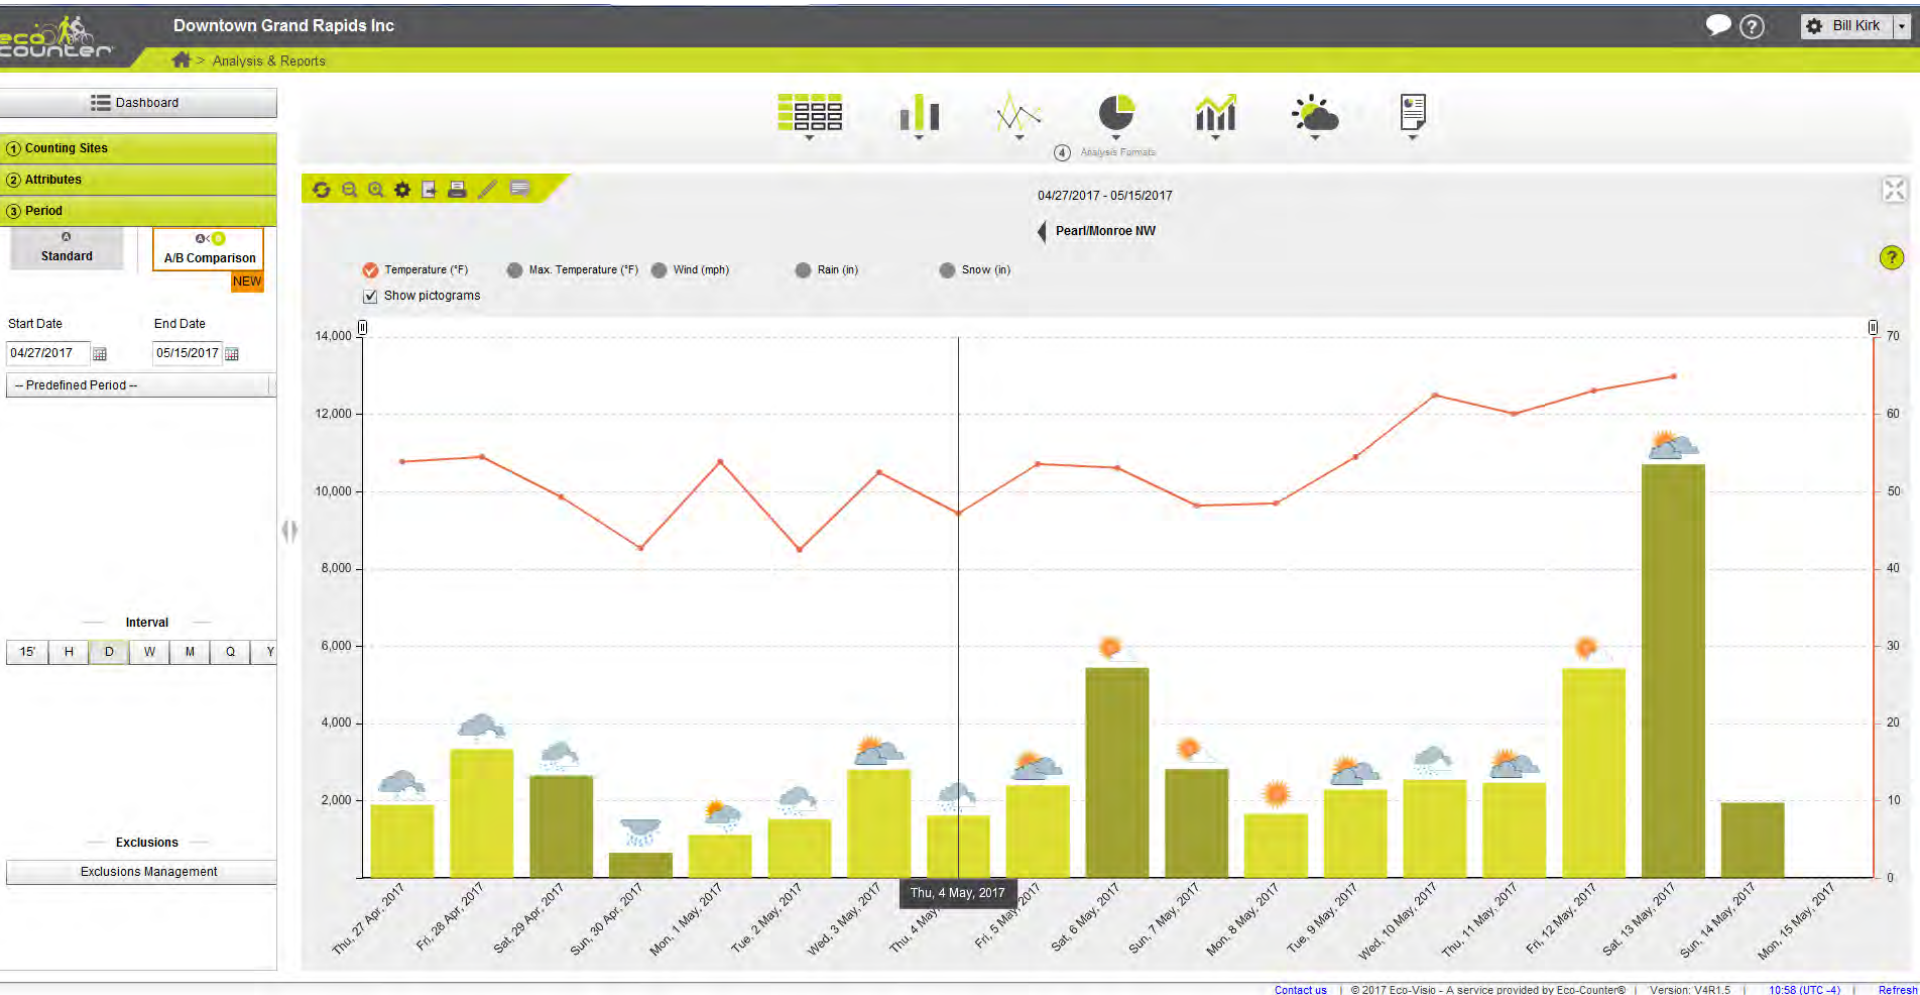 eco counter
Downtown Grand Rapids Inc
Bill Kirk
> Analysis & Reports
Dashboard
1 Counting Sites
2 Attributes
3 Period
A
A<B
Standard
A/B Comparison
NEW
Start Date End Date
04/27/2017 05/15/2017
-- Predefined Period --
Interval
15' H D W M Q Y
Exclusions
Exclusions Management
4 Analysis Formats
04/27/2017 - 05/15/2017
Pearl/Monroe NW
?
Temperature (°F) Max. Temperature (°F) Wind (mph) Rain (in) Snow (in)
Show pictograms
14,000 70
12,000 60
10,000 50
8,000 40
6,000 30
4,000 20
2,000 10
0
Thu, 4 May, 2017
Thu, 27 Apr, 2017
Fri, 28 Apr, 2017
Sat, 29 Apr, 2017
Sun, 30 Apr, 2017
Mon, 1 May, 2017
Tue, 2 May, 2017
Wed, 3 May, 2017
Thu, 4 May,
Fri, 5 May, 2017
Sat, 6 May, 2017
Sun, 7 May, 2017
Mon, 8 May, 2017
Tue, 9 May, 2017
Wed, 10 May, 2017
Thu, 11 May, 2017
Fri, 12 May, 2017
Sat, 13 May, 2017
Sun, 14 May, 2017
Mon, 15 May, 2017
Contact us | © 2017 Eco-Visio - A service provided by Eco-Counter® | Version: V4R1.5 | 10:58 (UTC -4) | Refresh